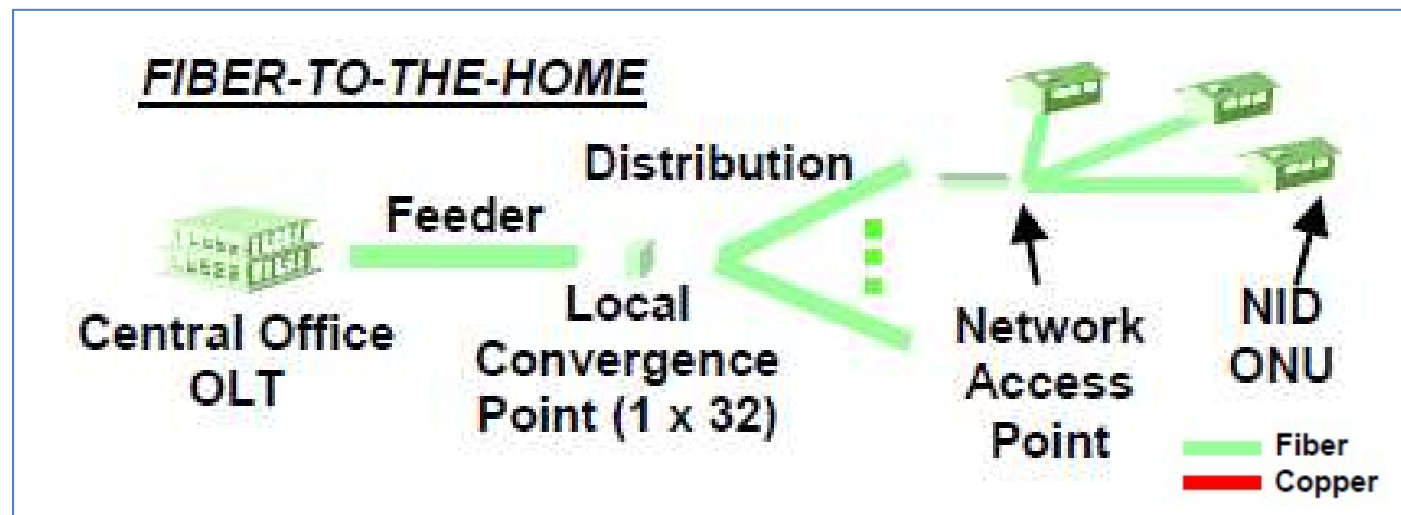 FIBER-TO-THE-HOME
Distribution
Feeder
Central Office
OLT
Local
Convergence
Point (1 x 32)
Network
Access
Point
NID
ONU
Fiber
Copper